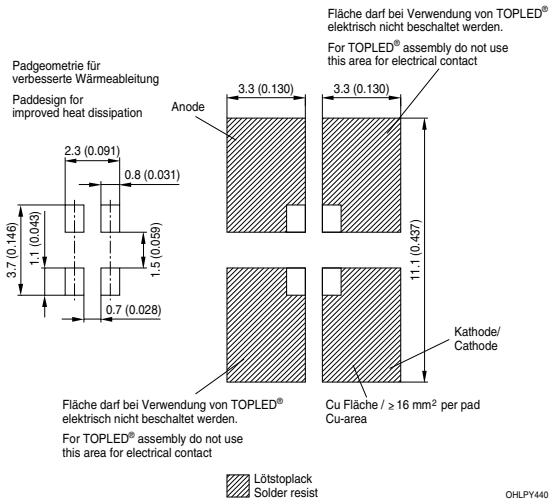 Fläche darf bei Verwendung von TOPLED®
elektrisch nicht beschaltet werden.
For TOPLED® assembly do not use
this area for electrical contact
Padgeometrie für
verbesserte Wärmeableitung
Paddesign for
improved heat dissipation
Anode
3.3 (0.130)
3.3 (0.130)
2.3 (0.091)
0.8 (0.031)
3.7 (0.146)
1.1 (0.043)
1.5 (0.059)
11.1 (0.437)
0.7 (0.028)
Kathode/
Cathode
Fläche darf bei Verwendung von TOPLED®
elektrisch nicht beschaltet werden.
For TOPLED® assembly do not use
this area for electrical contact
Cu Fläche / ≥ 16 mm² per pad
Cu-area
Lötstoplack
Solder resist
OHLPY440